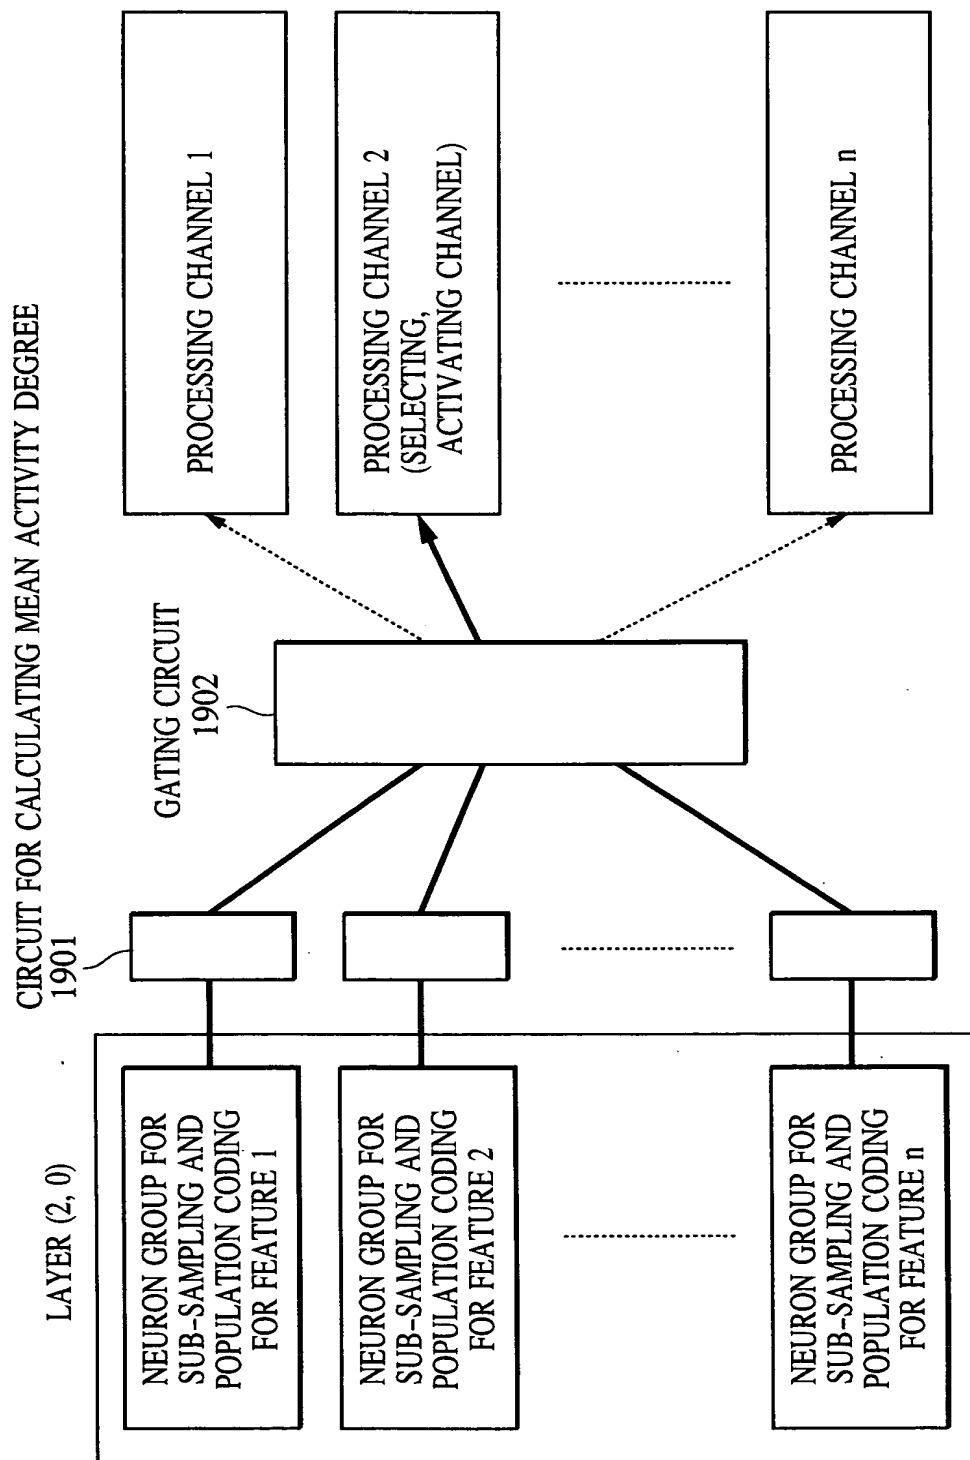 CIRCUIT FOR CALCULATING MEAN ACTIVITY DEGREE
1901
LAYER (2, 0)
GATING CIRCUIT
1902
NEURON GROUP FOR
SUB-SAMPLING AND
POPULATION CODING
FOR FEATURE 1
NEURON GROUP FOR
SUB-SAMPLING AND
POPULATION CODING
FOR FEATURE 2
NEURON GROUP FOR
SUB-SAMPLING AND
POPULATION CODING
FOR FEATURE n
PROCESSING CHANNEL 1
PROCESSING CHANNEL 2
(SELECTING,
ACTIVATING CHANNEL)
PROCESSING CHANNEL n